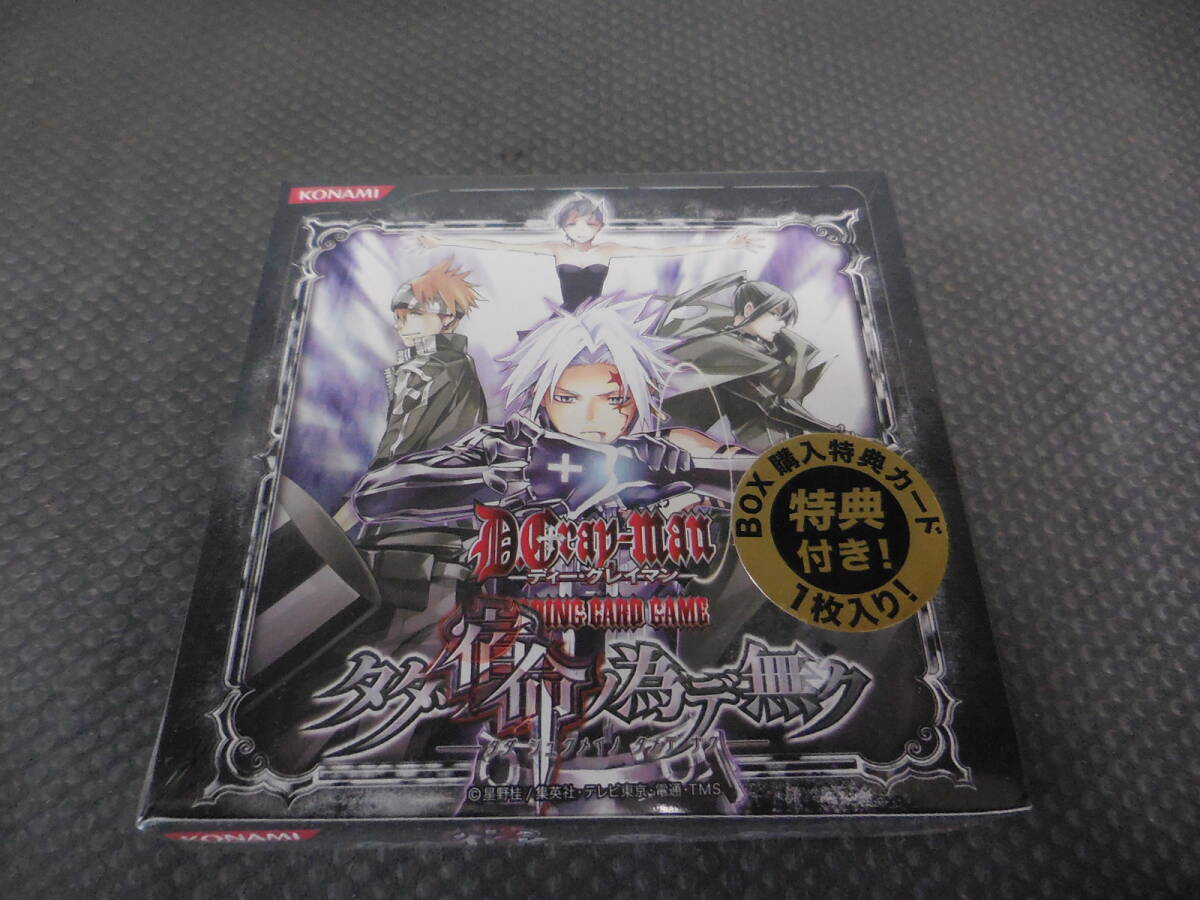 KONAMI
BOX購入特典カード
特典
付き!
1枚入り!
D.Gray-man
ディー・グレイマン
DING CARD GAME
タダ宿命ノ為デ無ク
©星野桂/集英社・テレビ東京・電通・TMS
KONAMI